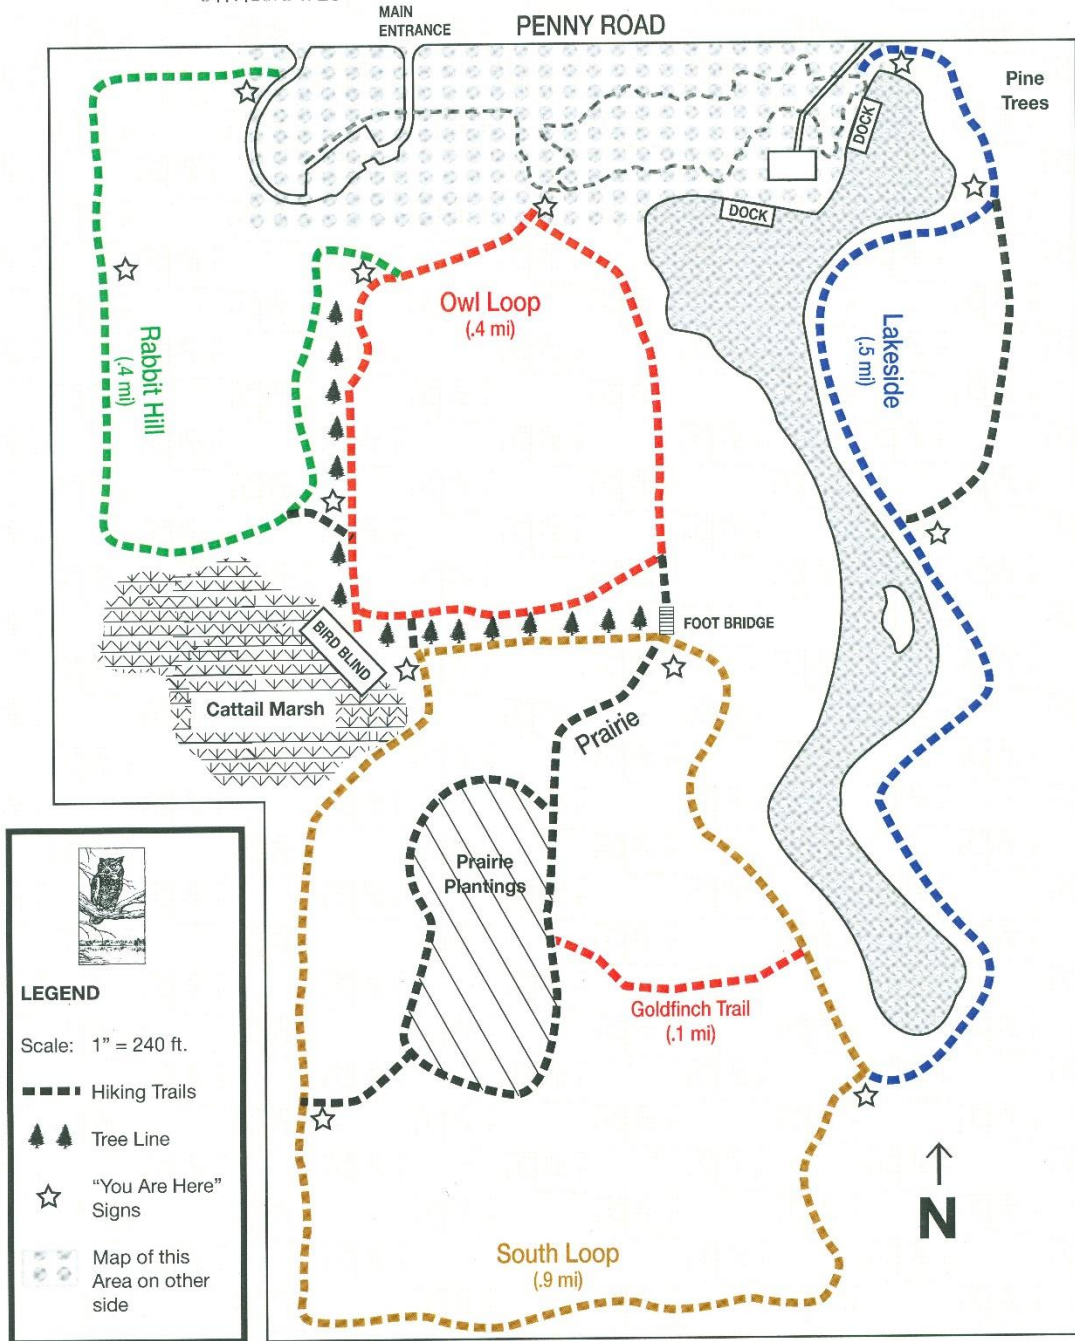 MAIN
ENTRANCE
PENNY ROAD
Pine
Trees
DOCK
DOCK
Owl Loop
(.4 mi)
Rabbit Hill
(.4 mi)
Lakeside
(.5 mi)
FOOT BRIDGE
BIRD BLIND
Cattail Marsh
Prairie
Prairie
Plantings
Goldfinch Trail
(.1 mi)
South Loop
(.9 mi)
N
LEGEND
Scale: 1" = 240 ft.
Hiking Trails
Tree Line
"You Are Here"
Signs
Map of this
Area on other
side